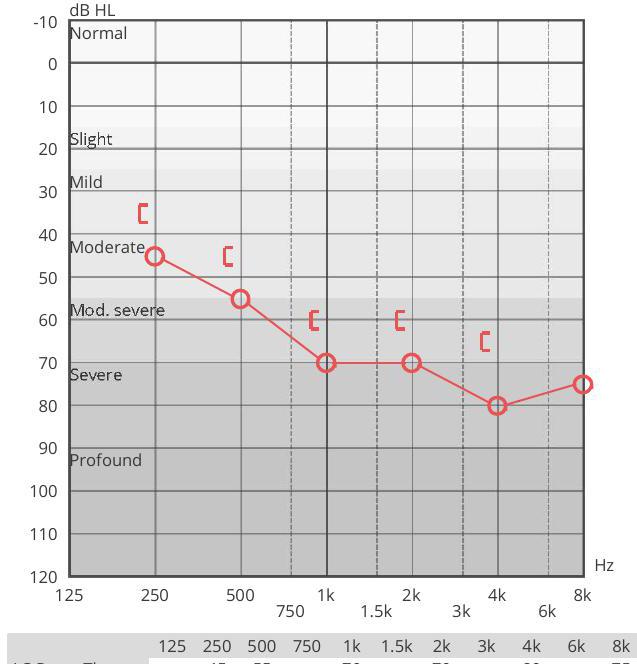 dB HL
-10
Normal
0
10
Slight
20
Mild
30
40
Moderate
50
Mod. severe
60
70
Severe
80
90
Profound
100
110
120
Hz
125 250 500 1k 2k 4k 8k
750 1.5k 3k 6k
125 250 500 750 1k 1.5k 2k 3k 4k 6k 8k